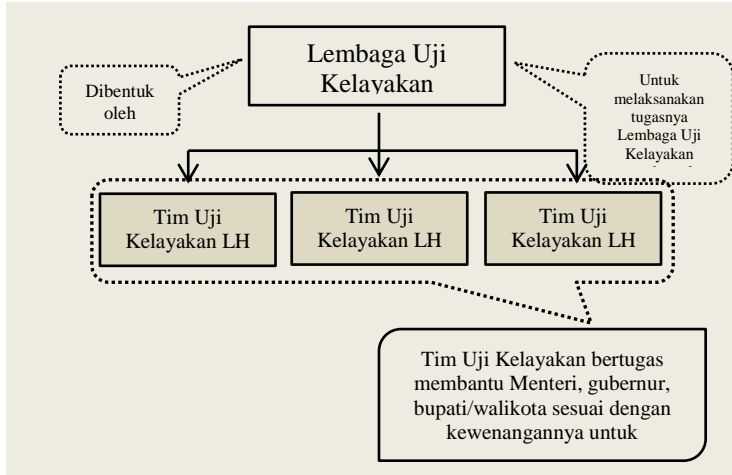 Lembaga Uji
Kelayakan
Dibentuk
oleh
Untuk
melaksanakan
tugasnya
Lembaga Uji
Kelayakan
Tim Uji
Kelayakan LH
Tim Uji
Kelayakan LH
Tim Uji
Kelayakan LH
Tim Uji Kelayakan bertugas
membantu Menteri, gubernur,
bupati/walikota sesuai dengan
kewenangannya untuk